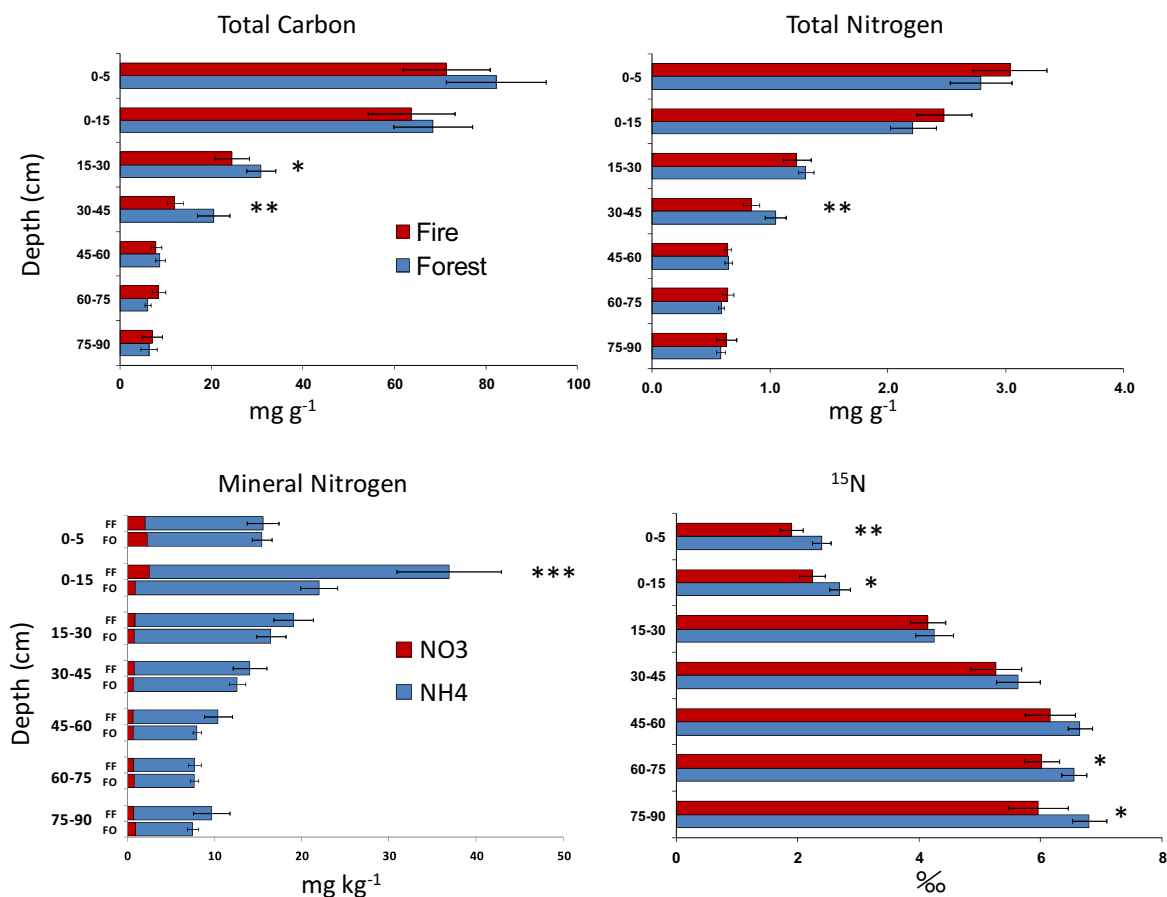 Total Carbon
Depth (cm)
0-5
0-15
15-30
*
30-45
**
45-60
60-75
75-90
Fire
Forest
0 20 40 60 80 100
mg g-1
Total Nitrogen
0-5
0-15
15-30
30-45
**
45-60
60-75
75-90
0.0 1.0 2.0 3.0 4.0
mg g-1
Mineral Nitrogen
Depth (cm)
FF
0-5
FO
FF
0-15
***
FO
FF
15-30
FO
FF
30-45
FO
FF
45-60
FO
FF
60-75
FO
FF
75-90
FO
NO3
NH4
0 10 20 30 40 50
mg kg-1
15N
0-5
**
0-15
*
15-30
30-45
45-60
60-75
*
75-90
*
0 2 4 6 8
‰